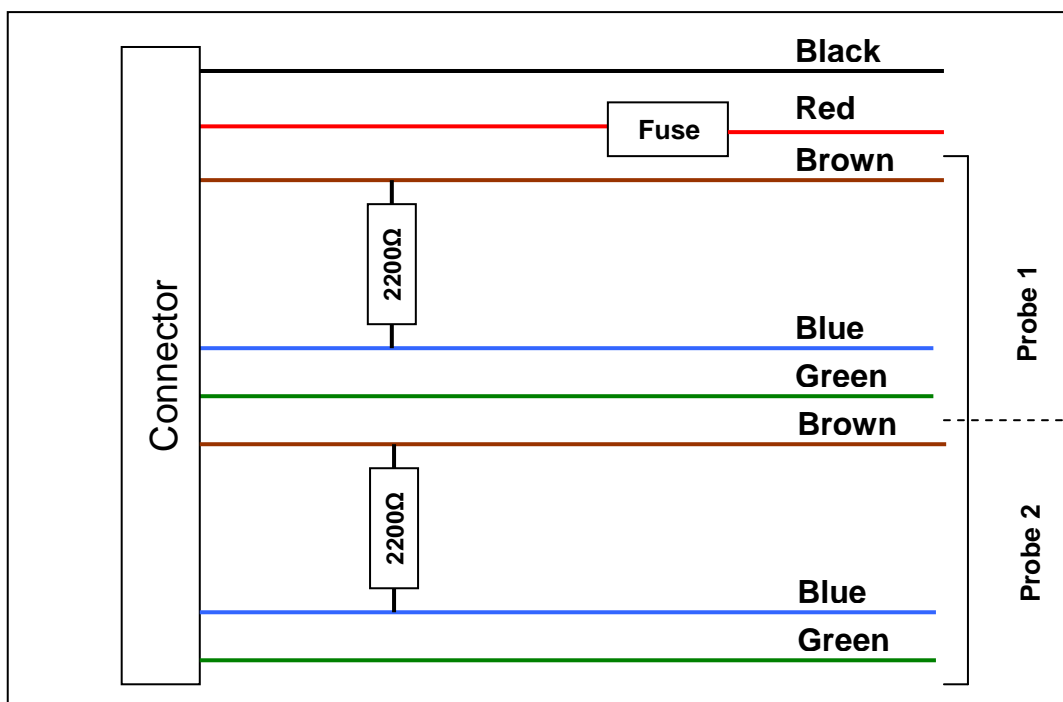 Black
Red
Fuse
Brown
2200Ω
Blue
Green
Probe 1
Connector
Brown
2200Ω
Blue
Green
Probe 2